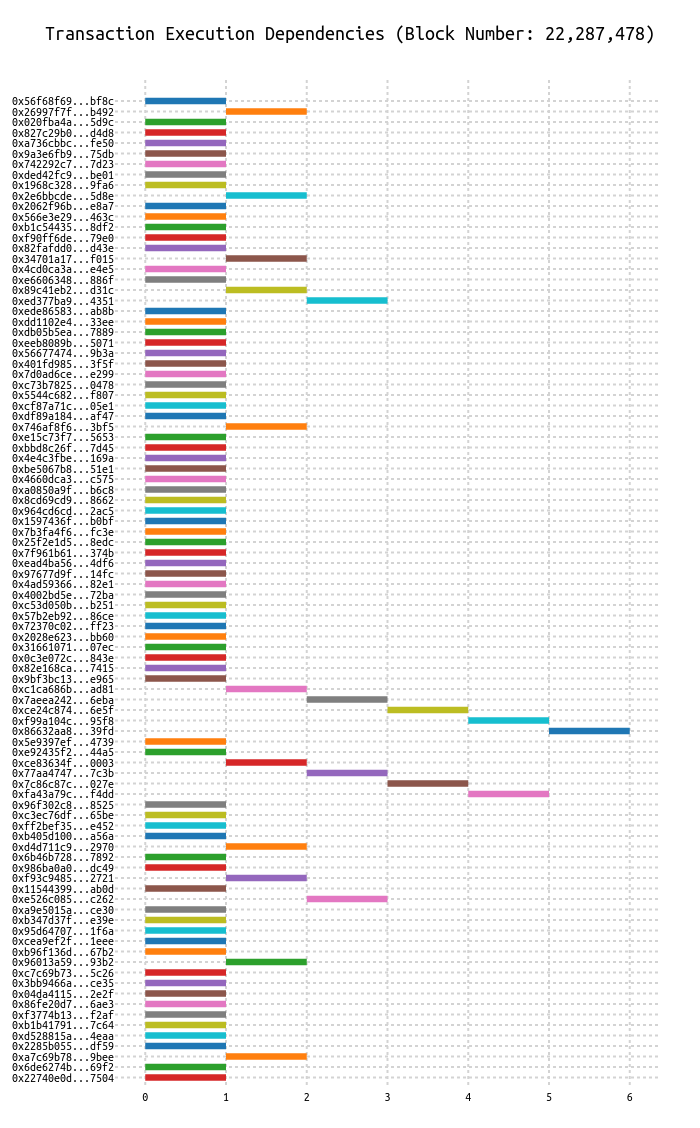 Transaction Execution Dependencies (Block Number: 22,287,478)
0x56f68f69...bf8c
0x26997f7f...b492
0x020fba4a...5d9c
0x827c29b0...d4d8
0xa736cbbc...fe50
0x9a3e6fb9...75db
0x742292c7...7d23
0xded42fc9...be01
0x1968c328...9fa6
0x2e6bbcde...5d8e
0x2062f96b...e8a7
0x566e3e29...463c
0xb1c54435...8df2
0xf90ff6de...79e0
0x82fafdd0...d43e
0x34701a17...f015
0x4cd0ca3a...e4e5
0xe6606348...886f
0x89c41eb2...d31c
0xed377ba9...4351
0xede86583...ab8b
0xdd1102e4...33ee
0xdb05b5ea...7889
0xeeb8089b...5071
0x56677474...9b3a
0x401fd985...3f5f
0x7d0ad6ce...e299
0xc73b7825...0478
0x5544c682...f807
0xcf87a71c...05e1
0xdf89a184...af47
0x746af8f6...3bf5
0xe15c73f7...5653
0xbbd8c26f...7d45
0x4e4c3fbe...169a
0xbe5067b8...51e1
0x4660dca3...c575
0xa0850a9f...b6c8
0x8cd69cd9...8662
0x964cd6cd...2ac5
0x1597436f...b0bf
0x7b3fa4f6...fc3e
0x25f2e1d5...8edc
0x7f961b61...374b
0xead4ba56...4df6
0x97677d9f...14fc
0x4ad59366...82e1
0x4002bd5e...72ba
0xc53d050b...b251
0x57b2eb92...86ce
0x72370c02...ff23
0x2028e623...bb60
0x31661071...07ec
0x0c3e072c...843e
0x82e168ca...7415
0x9bf3bc13...e965
0xc1ca686b...ad81
0x7aeea242...6eba
0xce24c874...6e5f
0xf99a104c...95f8
0x86632aa8...39fd
0x5e9397ef...4739
0xe92435f2...44a5
0xce83634f...0003
0x77aa4747...7c3b
0x7c86c87c...027e
0xfa43a79c...f4dd
0x96f302c8...8525
0xc3ec76df...65be
0xff2bef35...e452
0xb405d100...a56a
0xd4d711c9...2970
0x6b46b728...7892
0x986ba0a0...dc49
0xf93c9485...2721
0x11544399...ab0d
0xe526c085...c262
0xa9e5015a...ce30
0xb347d37f...e39e
0x95d64707...1f6a
0xcea9ef2f...1eee
0xb96f136d...67b2
0x96013a59...93b2
0xc7c69b73...5c26
0x3bb9466a...ce35
0x04da4115...2e2f
0x86fe20d7...6ae3
0xf3774b13...f2af
0xb1b41791...7c64
0xd528815a...4eaa
0x2285b055...df59
0xa7c69b78...9bee
0x6de6274b...69f2
0x22740e0d...7504
0 1 2 3 4 5 6